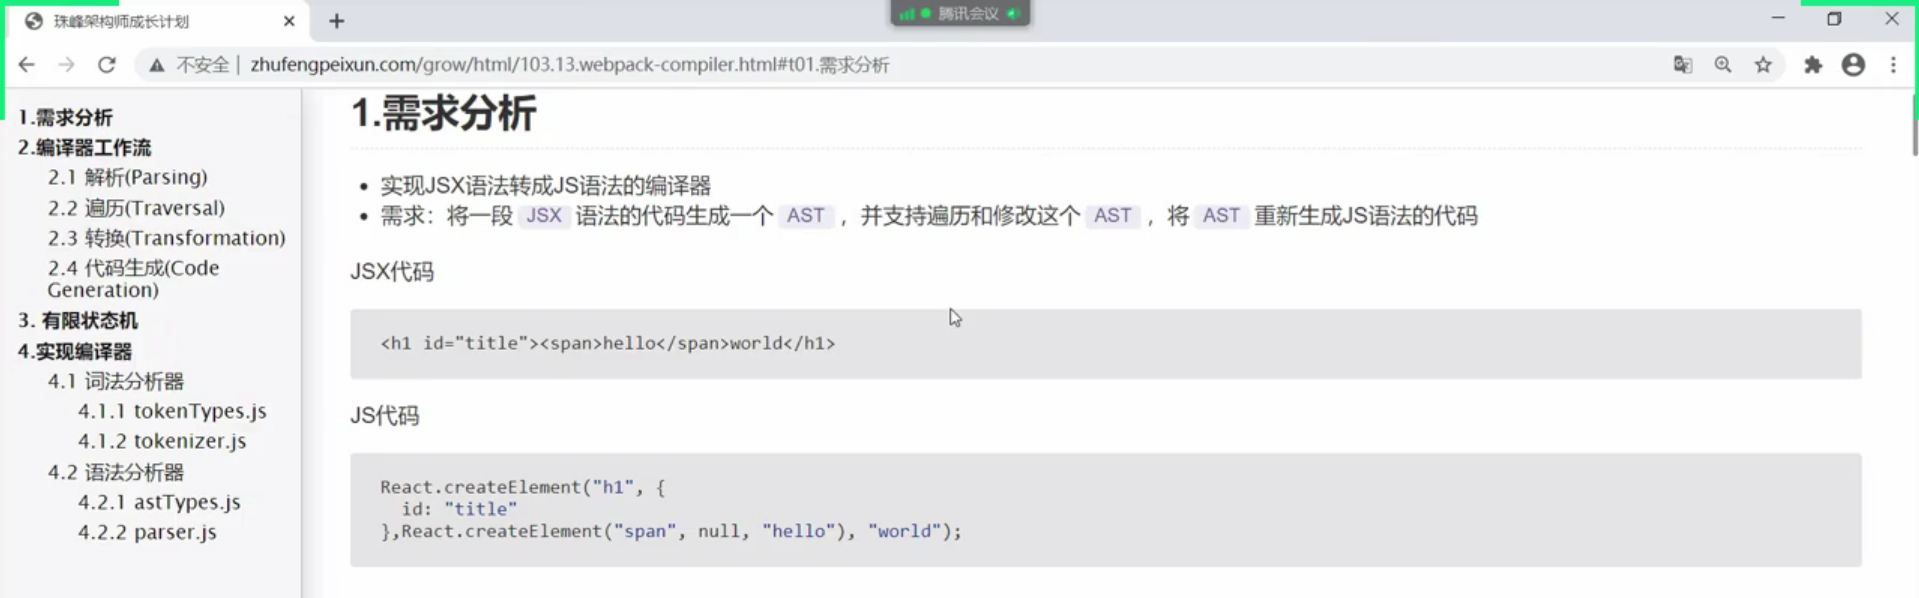 珠峰架构师成长计划
腾讯会议
不安全 | zhufengpeixun.com/grow/html/103.13.webpack-compiler.html#t01.需求分析
1.需求分析
2.编译器工作流
2.1 解析(Parsing)
2.2 遍历(Traversal)
2.3 转换(Transformation)
2.4 代码生成(Code
Generation)
3. 有限状态机
4.实现编译器
4.1 词法分析器
4.1.1 tokenTypes.js
4.1.2 tokenizer.js
4.2 语法分析器
4.2.1 astTypes.js
4.2.2 parser.js
1.需求分析
实现JSX语法转成JS语法的编译器
需求：将一段 JSX 语法的代码生成一个 AST ，并支持遍历和修改这个 AST ，将 AST 重新生成JS语法的代码
JSX代码
<h1 id="title"><span>hello</span>world</h1>
JS代码
React.createElement("h1", {
id: "title"
},React.createElement("span", null, "hello"), "world");